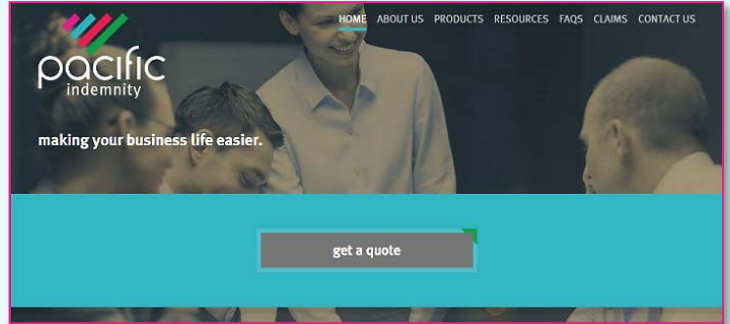 HOME ABOUT US PRODUCTS RESOURCES FAQS CLAIMS CONTACT US
pacific
indemnity
making your business life easier.
get a quote